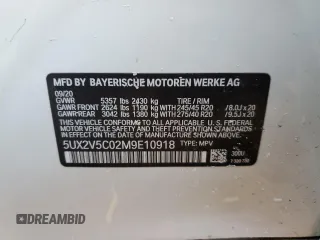 MFD BY BAYERISCHE MOTOREN WERKE AG
09/20
GVWR 5357 lbs 2430 kg TIRE / RIM
GAWR-FRONT 2624 lbs 1190 kg 245/45 R20 /8.0J x 20
GAWR-REAR 3042 lbs 1380 kg 275/40 R20 /9.5J x 20
THIS VEHICLE CONFORMS TO ALL APPLICABLE FEDERAL MOTOR
VEHICLE SAFETY, BUMPER, AND THEFT PREVENTION STANDARDS
IN EFFECT ON THE DATE OF MANUFACTURE SHOWN ABOVE.
5UX2V5C02M9E10918 TYPE: MPV
300U
DREAMBID
autobidcar